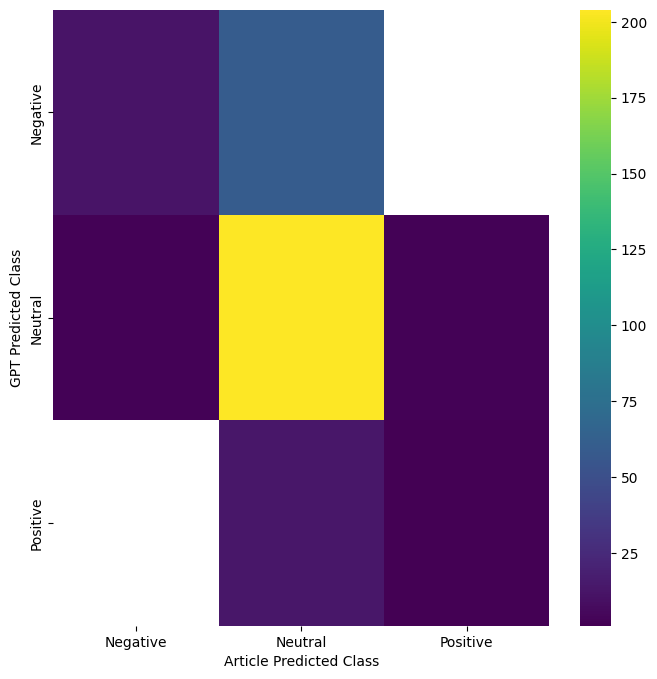 GPT Predicted Class
Negative
Neutral
Positive
Negative
Neutral
Positive
Article Predicted Class
200
175
150
125
100
75
50
25